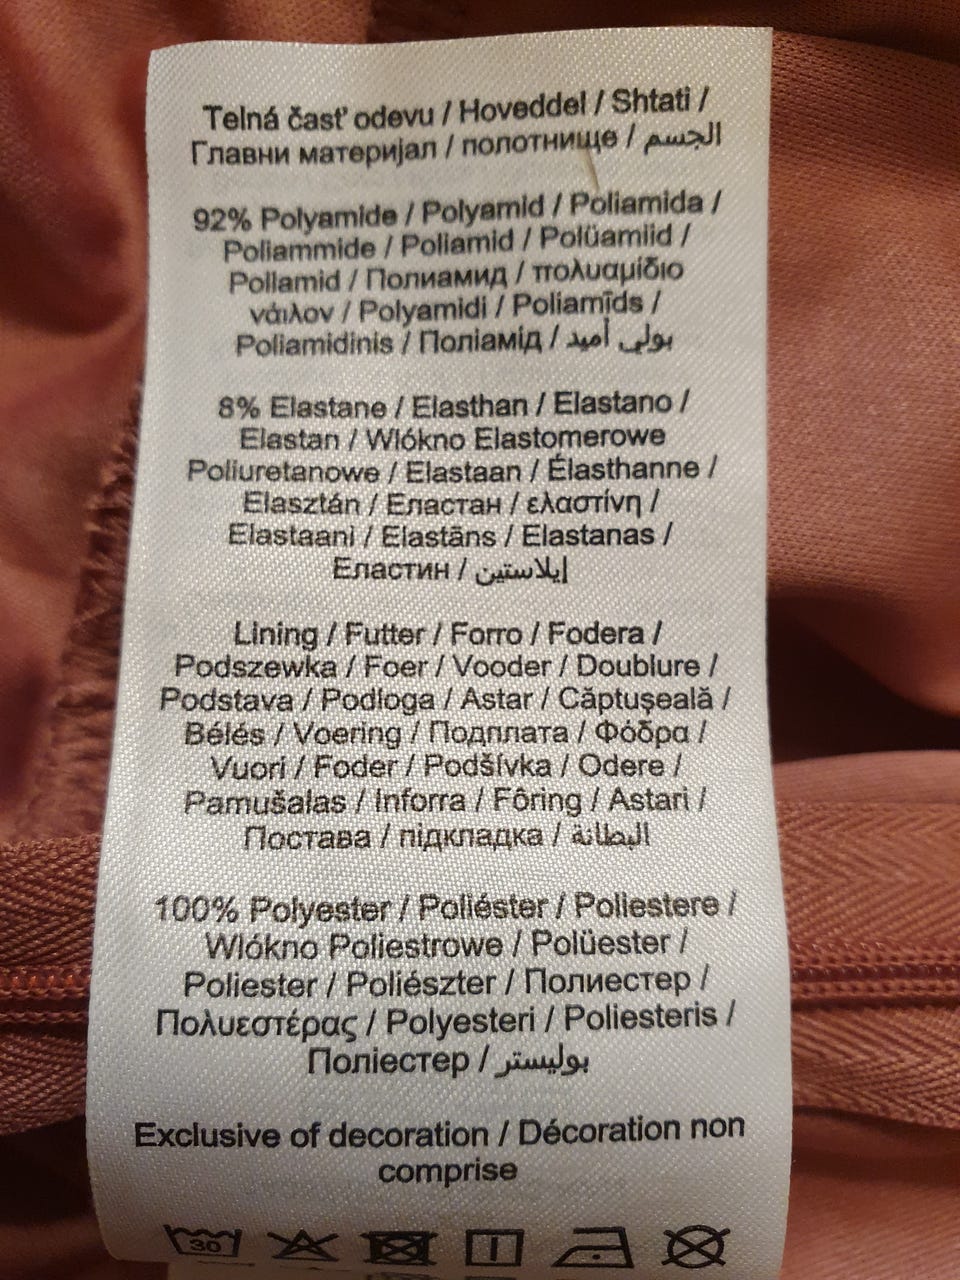 Telná časť odevu / Hoveddel / Shtati /
Главни материјал / полотнище / الجسم
92% Polyamide / Polyamid / Poliamida /
Poliammide / Poliamid / Polüamiid /
Poliamid / Полиамид / πολυαμίδιο
νάιλον / Polyamidi / Poliamīds /
Poliamidinis / Поліамід / بولي أميد
8% Elastane / Elasthan / Elastano /
Elastan / Wlókno Elastomerowe
Poliuretanowe / Elastaan / Élasthanne /
Elasztán / Еластан / ελαστίνη /
Elastaani / Elastāns / Elastanas /
Еластин / إيلاستين
Lining / Futter / Forro / Fodera /
Podszewka / Foer / Vooder / Doublure /
Podstava / Podloga / Astar / Căptușeală /
Bélés / Voering / Подплата / Φόδρα /
Vuori / Foder / Podšívka / Odere /
Pamušalas / Inforra / Fôring / Astari /
Постава / підкладка / البطانة
100% Polyester / Poliéster / Poliestere /
Wlókno Poliestrowe / Polüester /
Poliester / Poliészter / Полиестер /
Πολυεστέρας / Polyesteri / Poliesteris /
Поліестер / بوليستر
Exclusive of decoration / Décoration non
comprise
30